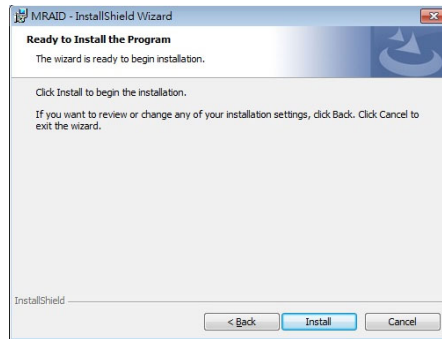 MRAID - InstallShield Wizard
Ready to Install the Program
The wizard is ready to begin installation.
Click Install to begin the installation.
If you want to review or change any of your installation settings, click Back. Click Cancel to
exit the wizard.
InstallShield
< Back Install Cancel